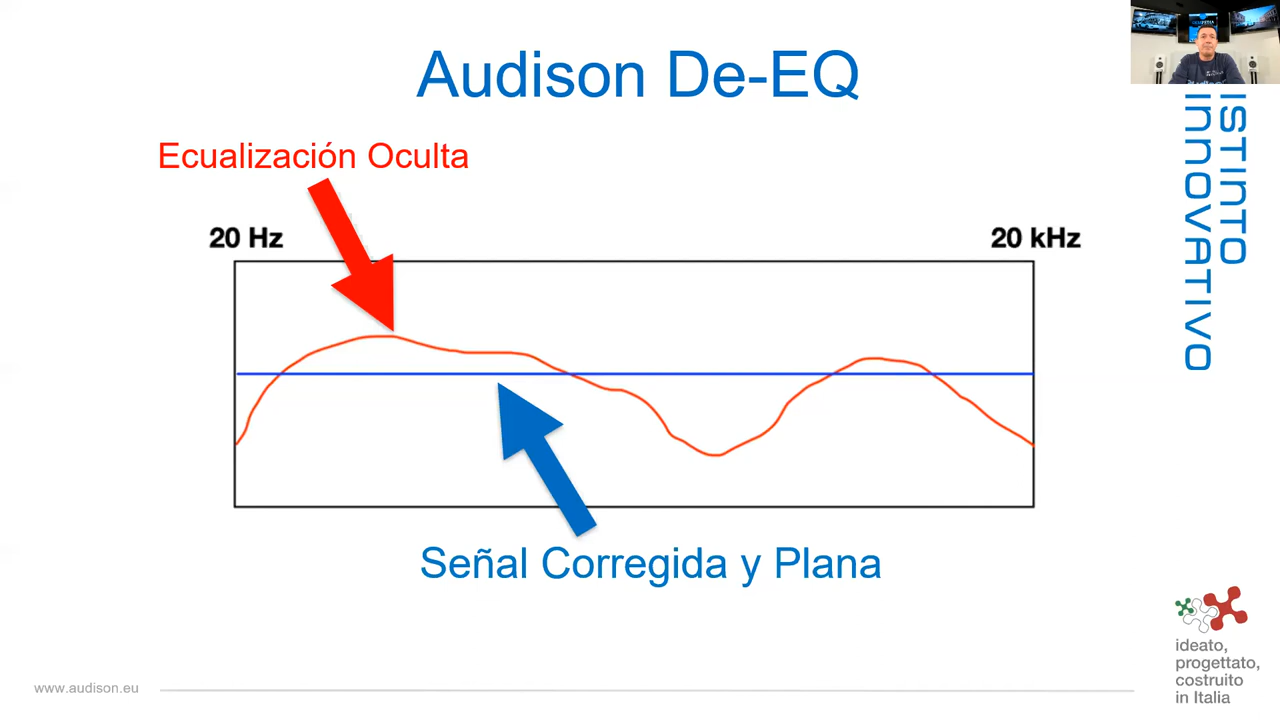 Audison De-EQ
Ecualización Oculta
20 Hz
20 kHz
Señal Corregida y Plana
ISTINTO
INNOVATIVO
www.audison.eu
ideato,
progettato,
costruito
in Italia